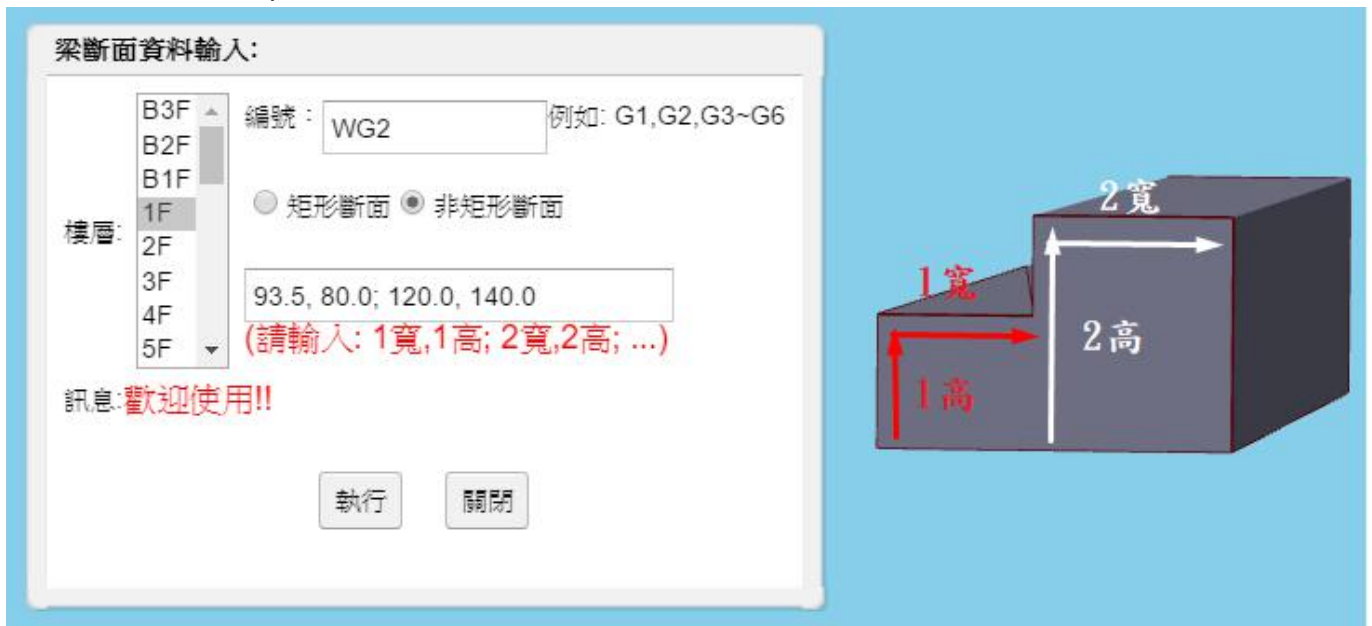 梁斷面資料輸入:
樓層:
B3F
B2F
B1F
1F
2F
3F
4F
5F
編號：WG2 例如: G1,G2,G3~G6
矩形斷面 非矩形斷面
93.5, 80.0; 120.0, 140.0
(請輸入: 1寬,1高; 2寬,2高; ...)
訊息:歡迎使用!!
執行 關閉
2寬
1寬
2高
1高